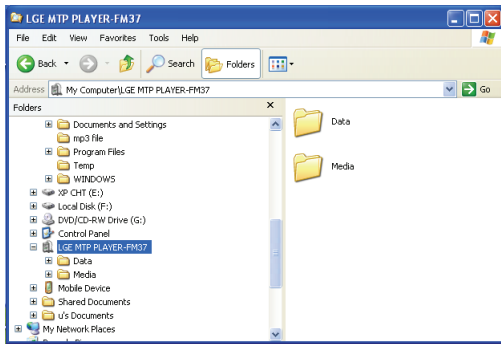 LGE MTP PLAYER-FM37
File Edit View Favorites Tools Help
Back Search Folders
Address My Computer\LGE MTP PLAYER-FM37 Go
Folders x
Documents and Settings
mp3 file
Program Files
Temp
WINDOWS
XP CHT (E:)
Local Disk (F:)
DVD/CD-RW Drive (G:)
Control Panel
LGE MTP PLAYER-FM37
Data
Media
Mobile Device
Shared Documents
u's Documents
My Network Places
Data
Media